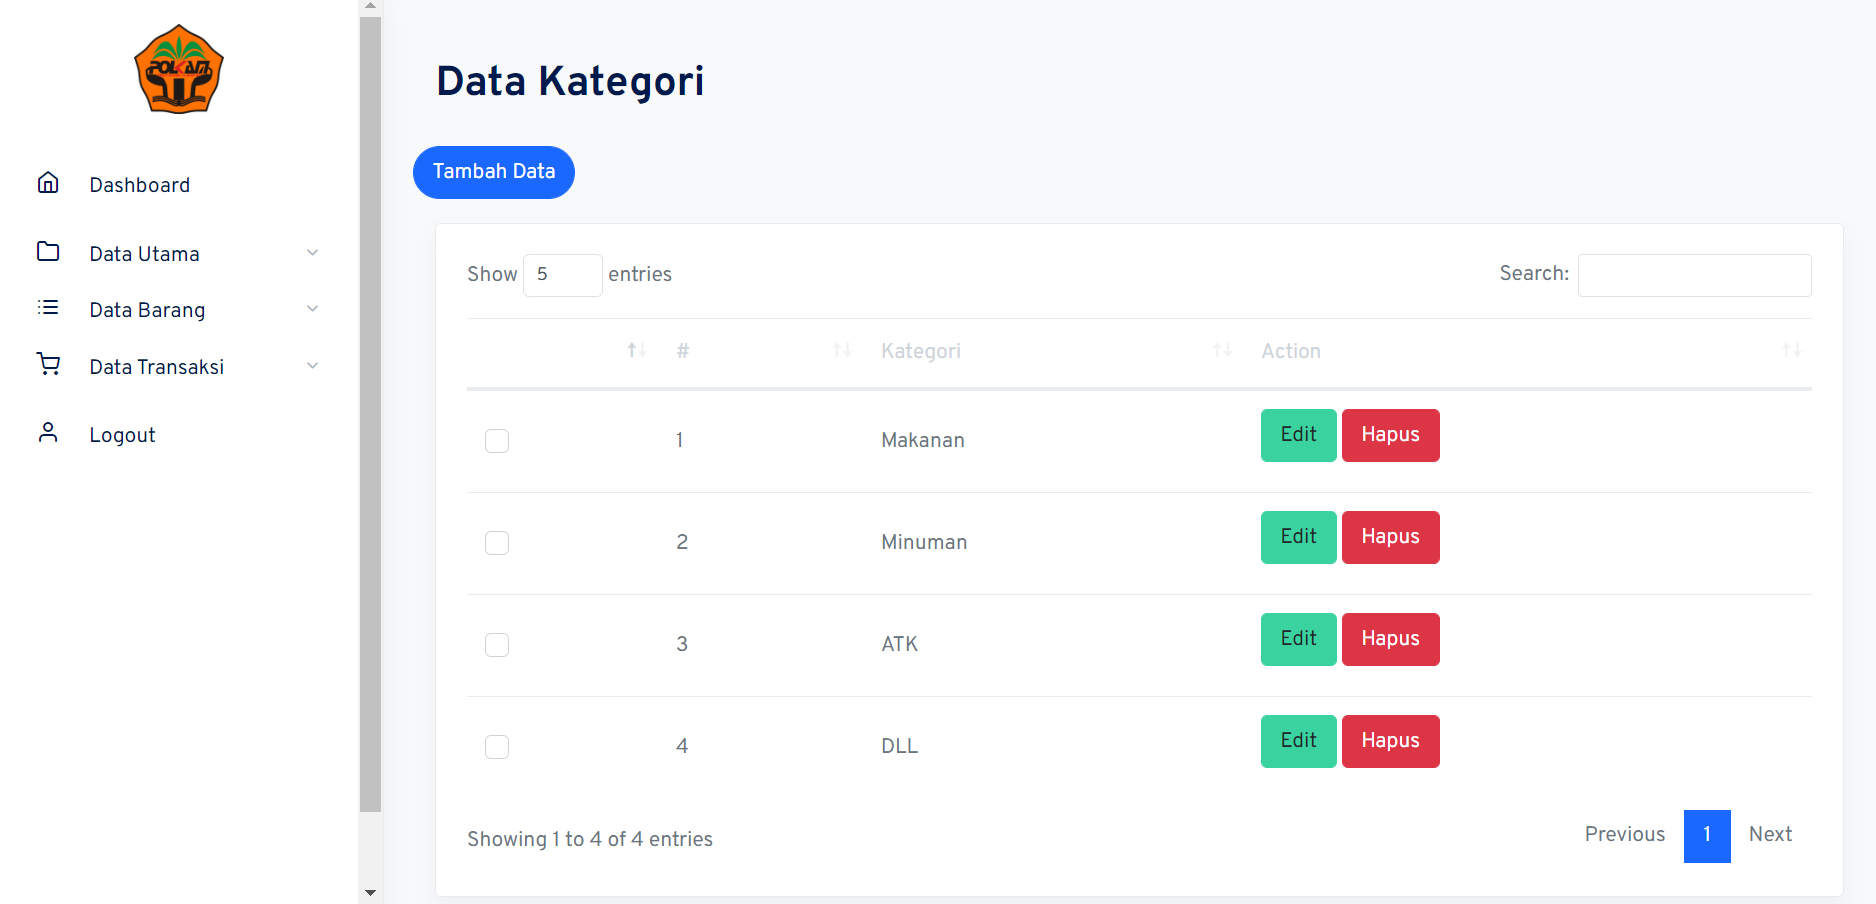 POLKAM
Dashboard
Data Utama
Data Barang
Data Transaksi
Logout
Data Kategori
Tambah Data
Show 5 entries
Search:
# Kategori Action
1 Makanan Edit Hapus
2 Minuman Edit Hapus
3 ATK Edit Hapus
4 DLL Edit Hapus
Showing 1 to 4 of 4 entries
Previous 1 Next